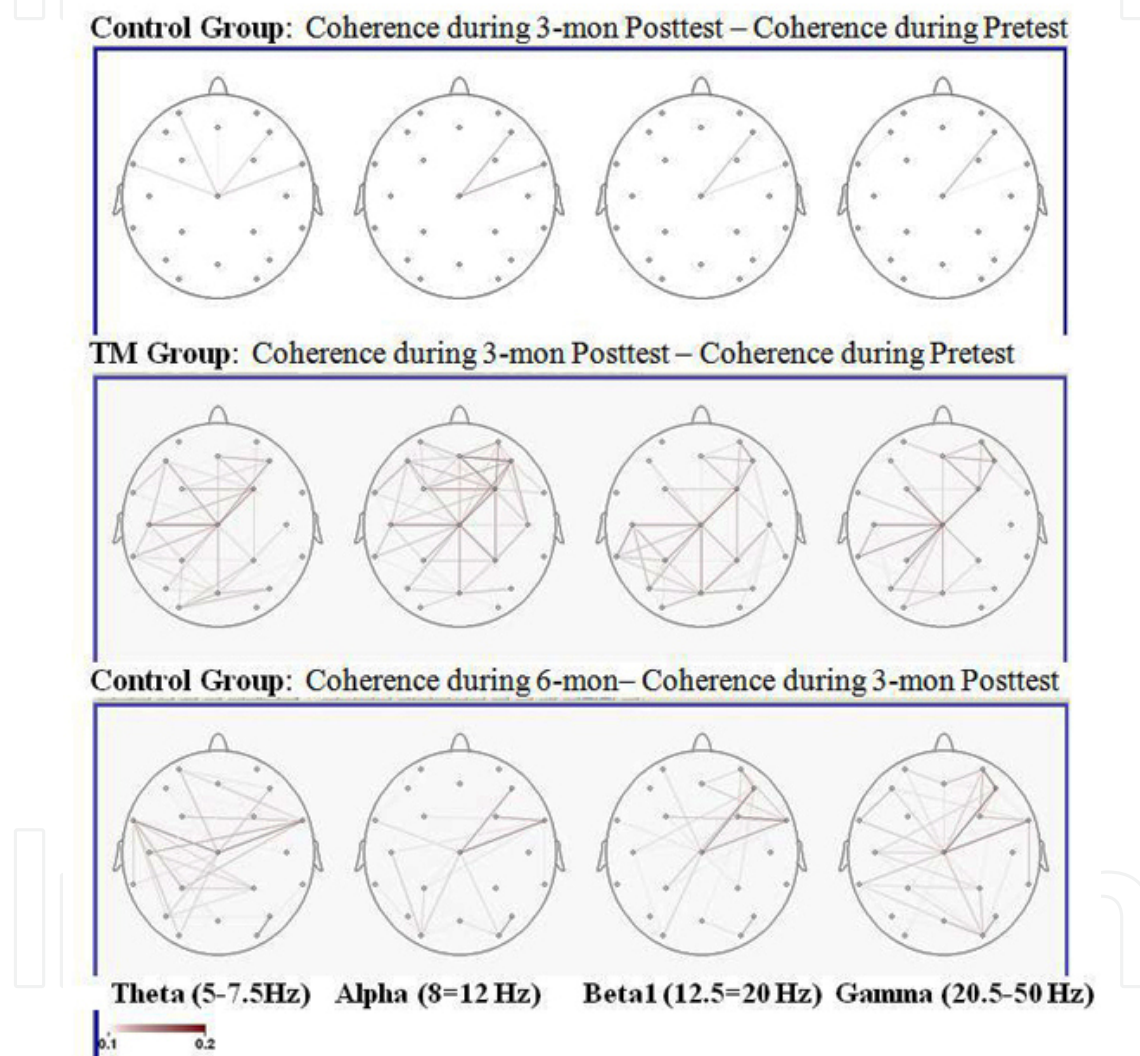 Control Group: Coherence during 3-mon Posttest – Coherence during Pretest
TM Group: Coherence during 3-mon Posttest – Coherence during Pretest
Control Group: Coherence during 6-mon– Coherence during 3-mon Posttest
Theta (5-7.5Hz) Alpha (8=12 Hz) Beta1 (12.5=20 Hz) Gamma (20.5-50 Hz)
0.1 0.2